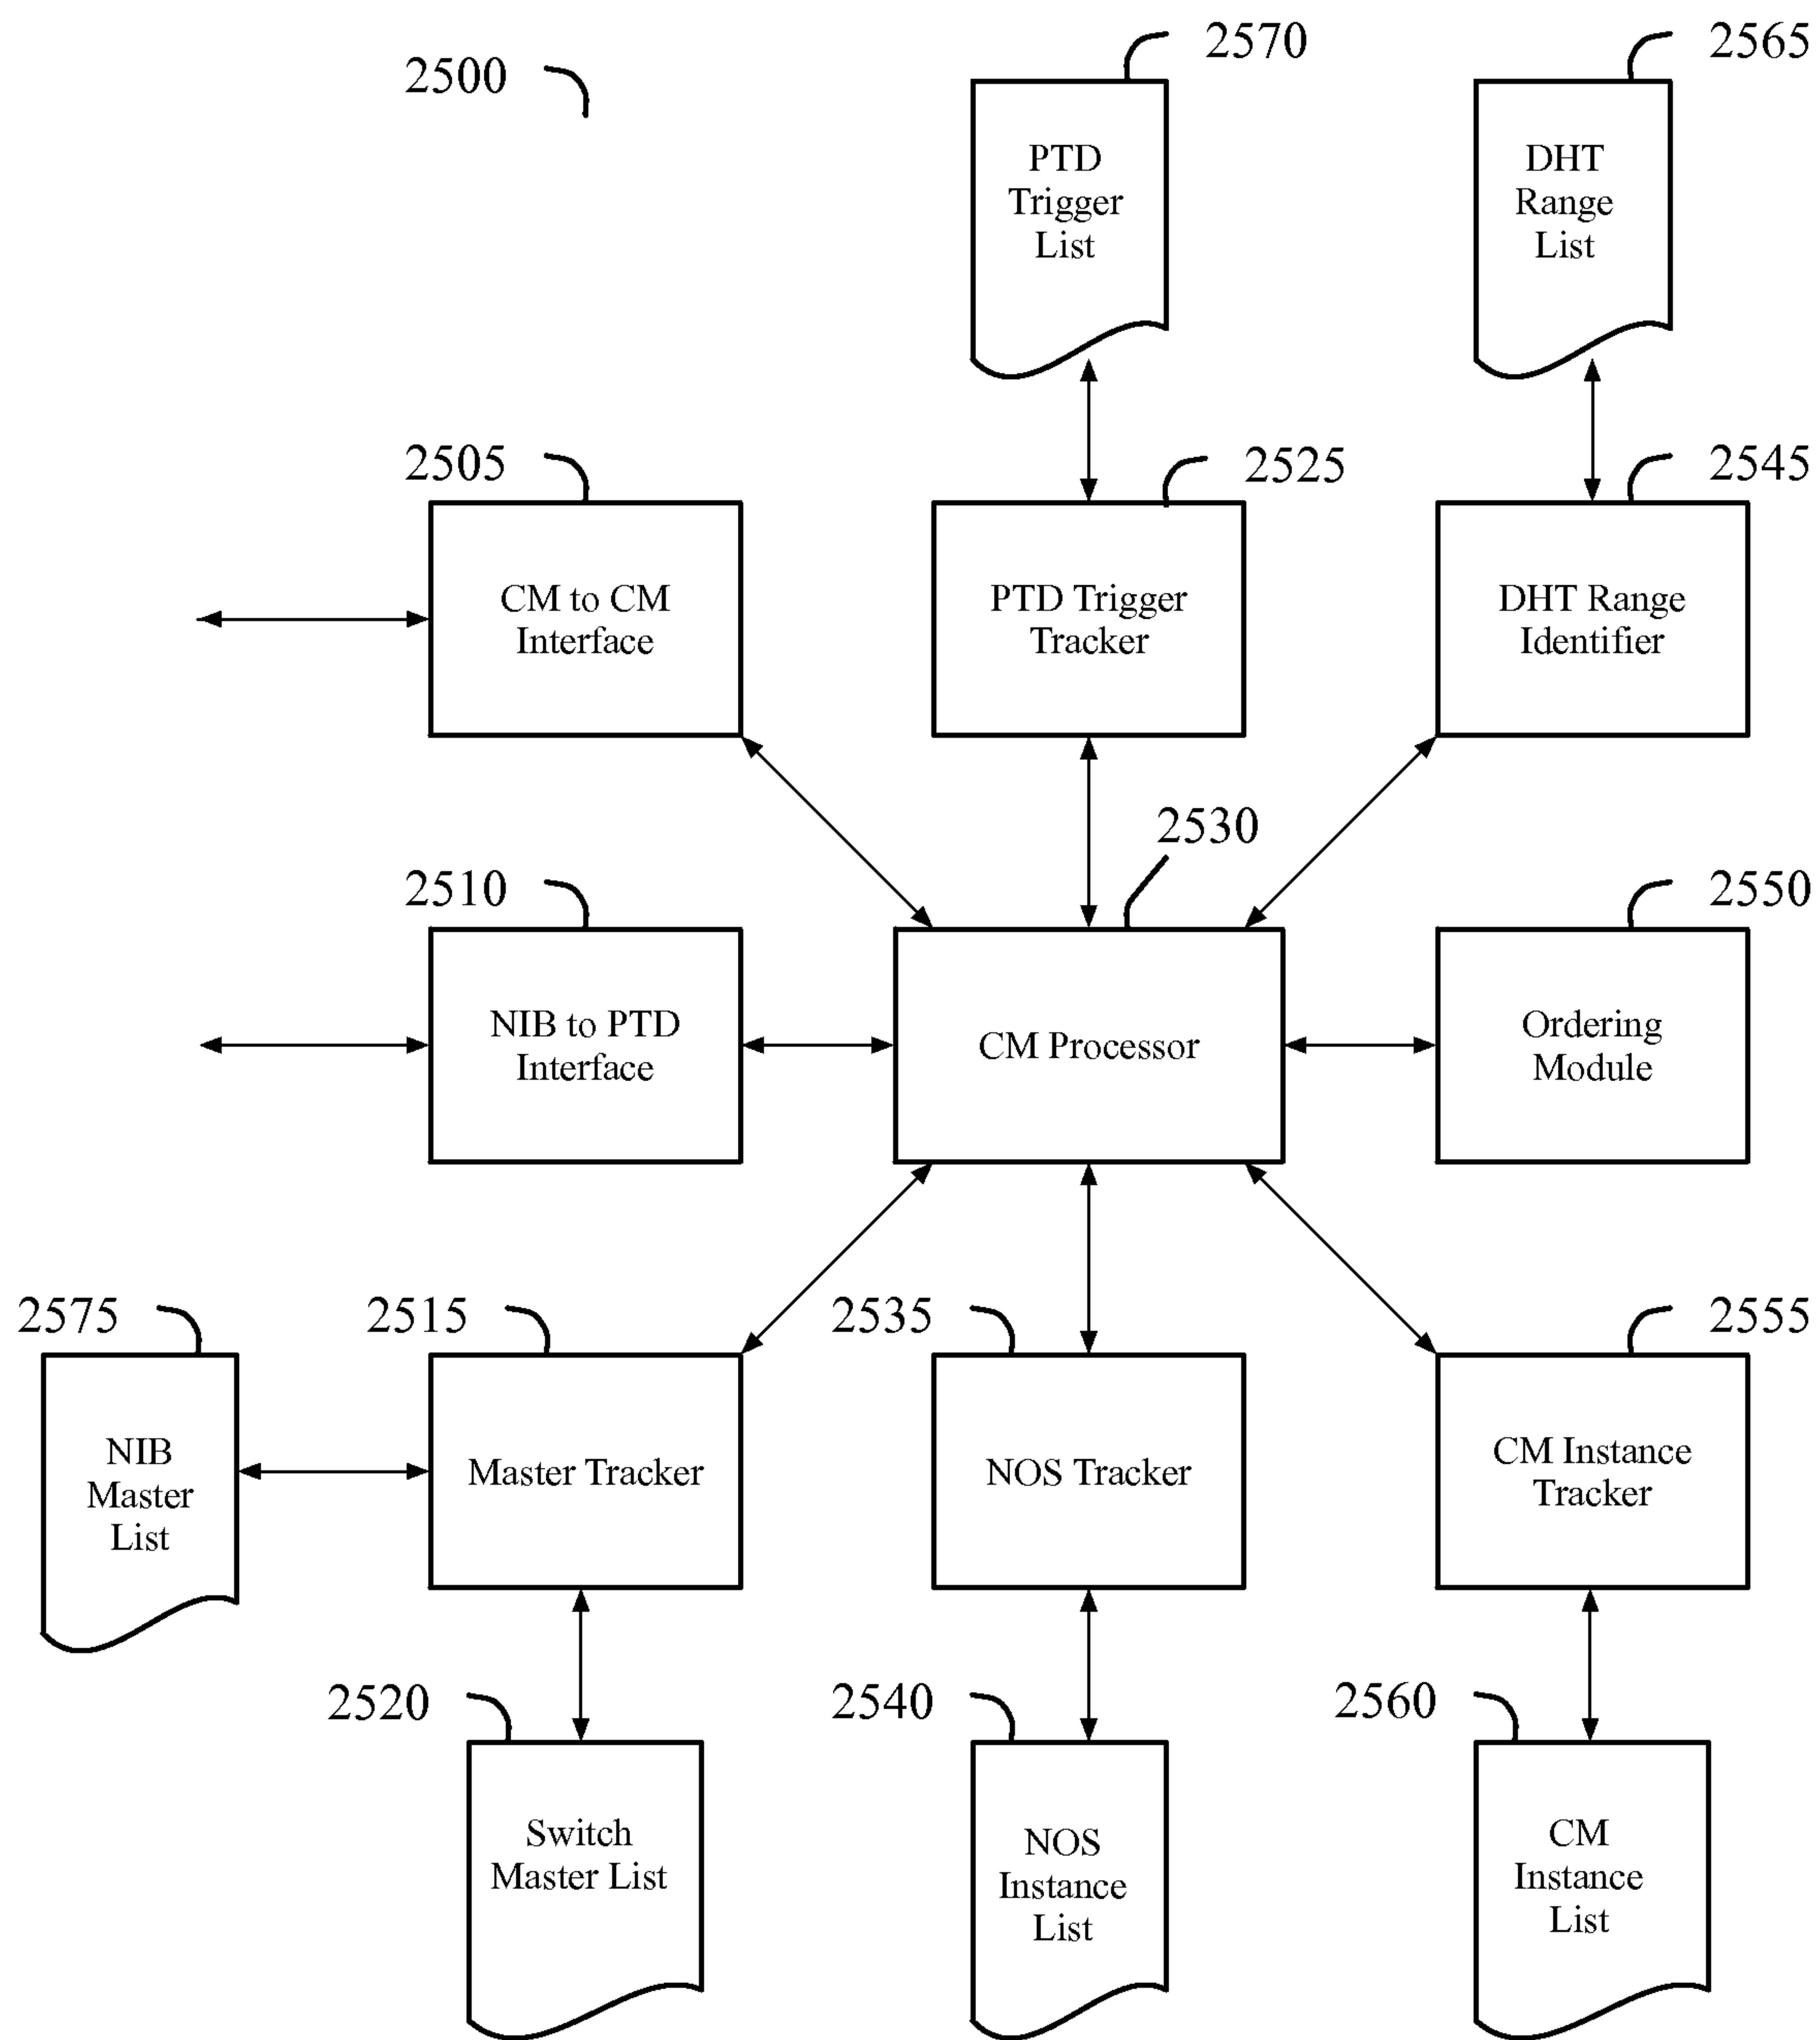 2500
2570
2565
PTD
Trigger
List
DHT
Range
List
2505
2525
2545
CM to CM
Interface
PTD Trigger
Tracker
DHT Range
Identifier
2530
2510
2550
NIB to PTD
Interface
CM Processor
Ordering
Module
2575
2515
2535
2555
NIB
Master
List
Master Tracker
NOS Tracker
CM Instance
Tracker
2520
2540
2560
Switch
Master List
NOS
Instance
List
CM
Instance
List